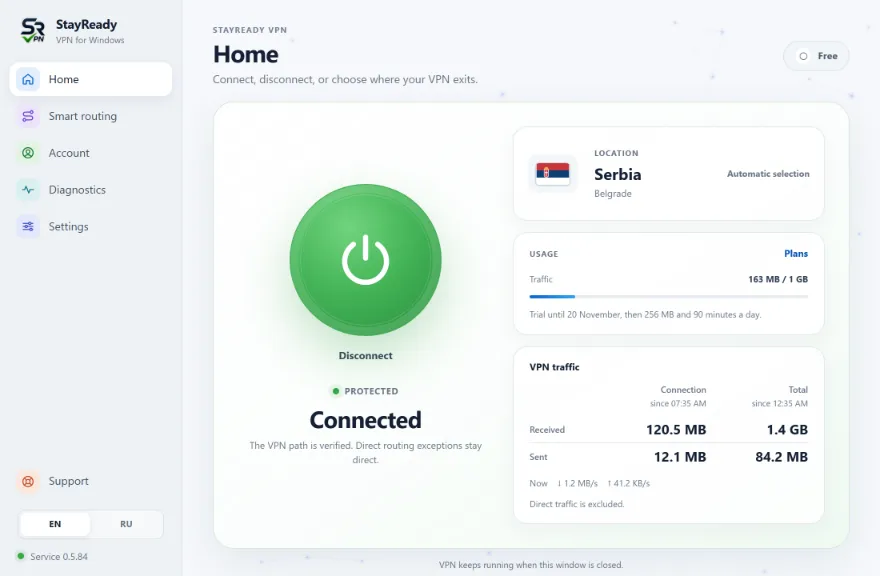 SR
VPN
StayReady
VPN for Windows
Home
Smart routing
Account
Diagnostics
Settings
Support
EN
RU
Service 0.5.84
STAYREADY VPN
Home
Connect, disconnect, or choose where your VPN exits.
Free
Disconnect
PROTECTED
Connected
The VPN path is verified. Direct routing exceptions stay
direct.
LOCATION
Serbia
Belgrade
Automatic selection
USAGE
Plans
Traffic
163 MB / 1 GB
Trial until 20 November, then 256 MB and 90 minutes a day.
VPN traffic
Connection
Total
since 07:35 AM
since 12:35 AM
Received
120.5 MB
1.4 GB
Sent
12.1 MB
84.2 MB
Now ↓ 1.2 MB/s ↑ 41.2 KB/s
Direct traffic is excluded.
VPN keeps running when this window is closed.